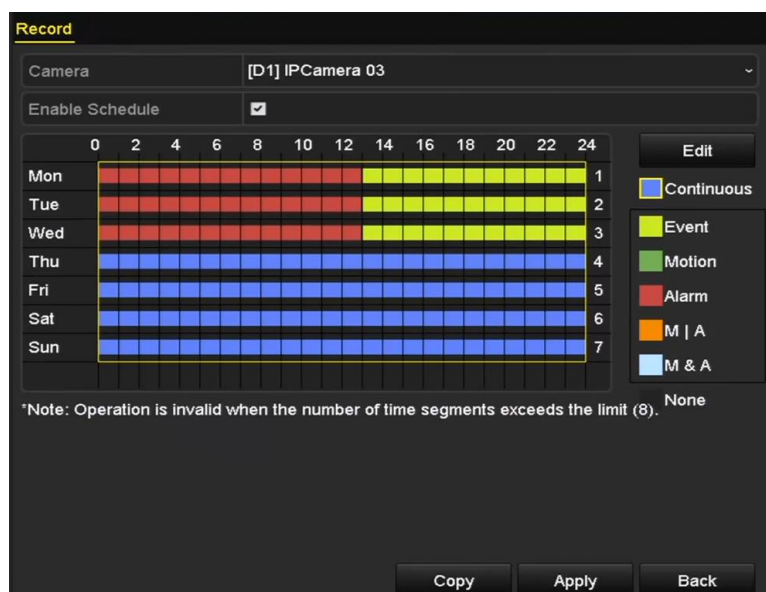 Record
Camera [D1] IPCamera 03
Enable Schedule
0 2 4 6 8 10 12 14 16 18 20 22 24
Edit
Mon 1
Continuous
Tue 2
Wed 3
Event
Thu 4
Motion
Fri 5
Alarm
Sat 6
M | A
Sun 7
M & A
None
*Note: Operation is invalid when the number of time segments exceeds the limit (8).
Copy Apply Back